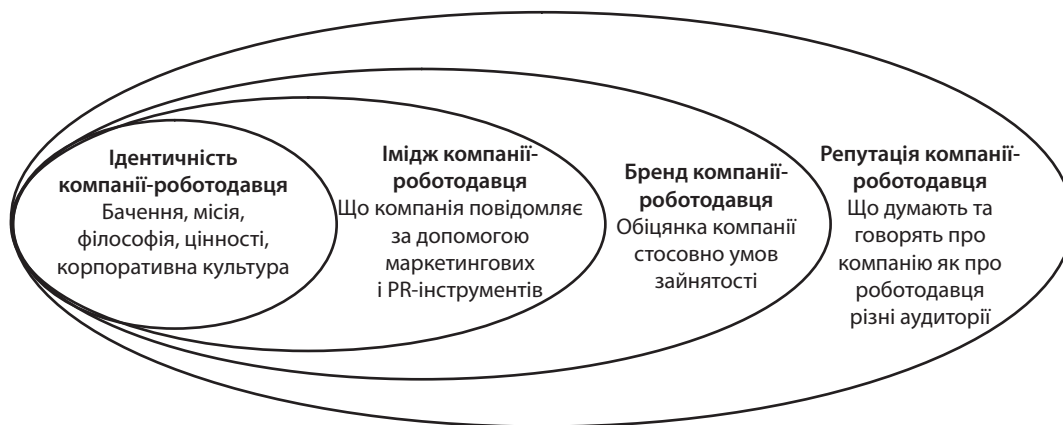 Ідентичність
компанії-роботодавця
Бачення, місія,
філософія, цінності,
корпоративна культура
Імідж компанії-
роботодавця
Що компанія повідомляє
за допомогою
маркетингових
і PR-інструментів
Бренд компанії-
роботодавця
Обіцянка компанії
стосовно умов
зайнятості
Репутація компанії-
роботодавця
Що думають та
говорять про
компанію як про
роботодавця
різні аудиторії